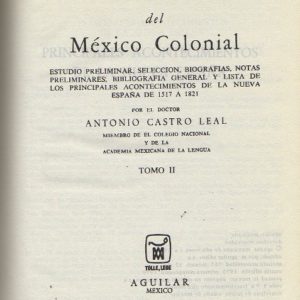 del
México Colonial
ESTUDIO PRELIMINAR, SELECCION, BIOGRAFIAS, NOTAS
PRELIMINARES, BIBLIOGRAFIA GENERAL Y LISTA DE
LOS PRINCIPALES ACONTECIMIENTOS DE LA NUEVA
ESPAÑA DE 1517 A 1821
POR EL DOCTOR
ANTONIO CASTRO LEAL
MIEMBRO DE EL COLEGIO NACIONAL
Y DE LA
ACADEMIA MEXICANA DE LA LENGUA
TOMO II
TOLLE, LEGE
AGUILAR
MEXICO